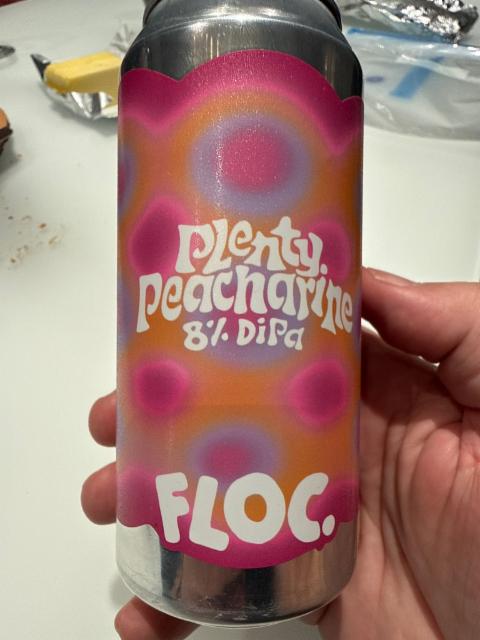 Plenty.
Peacharine
8% DiPa
FLOC.